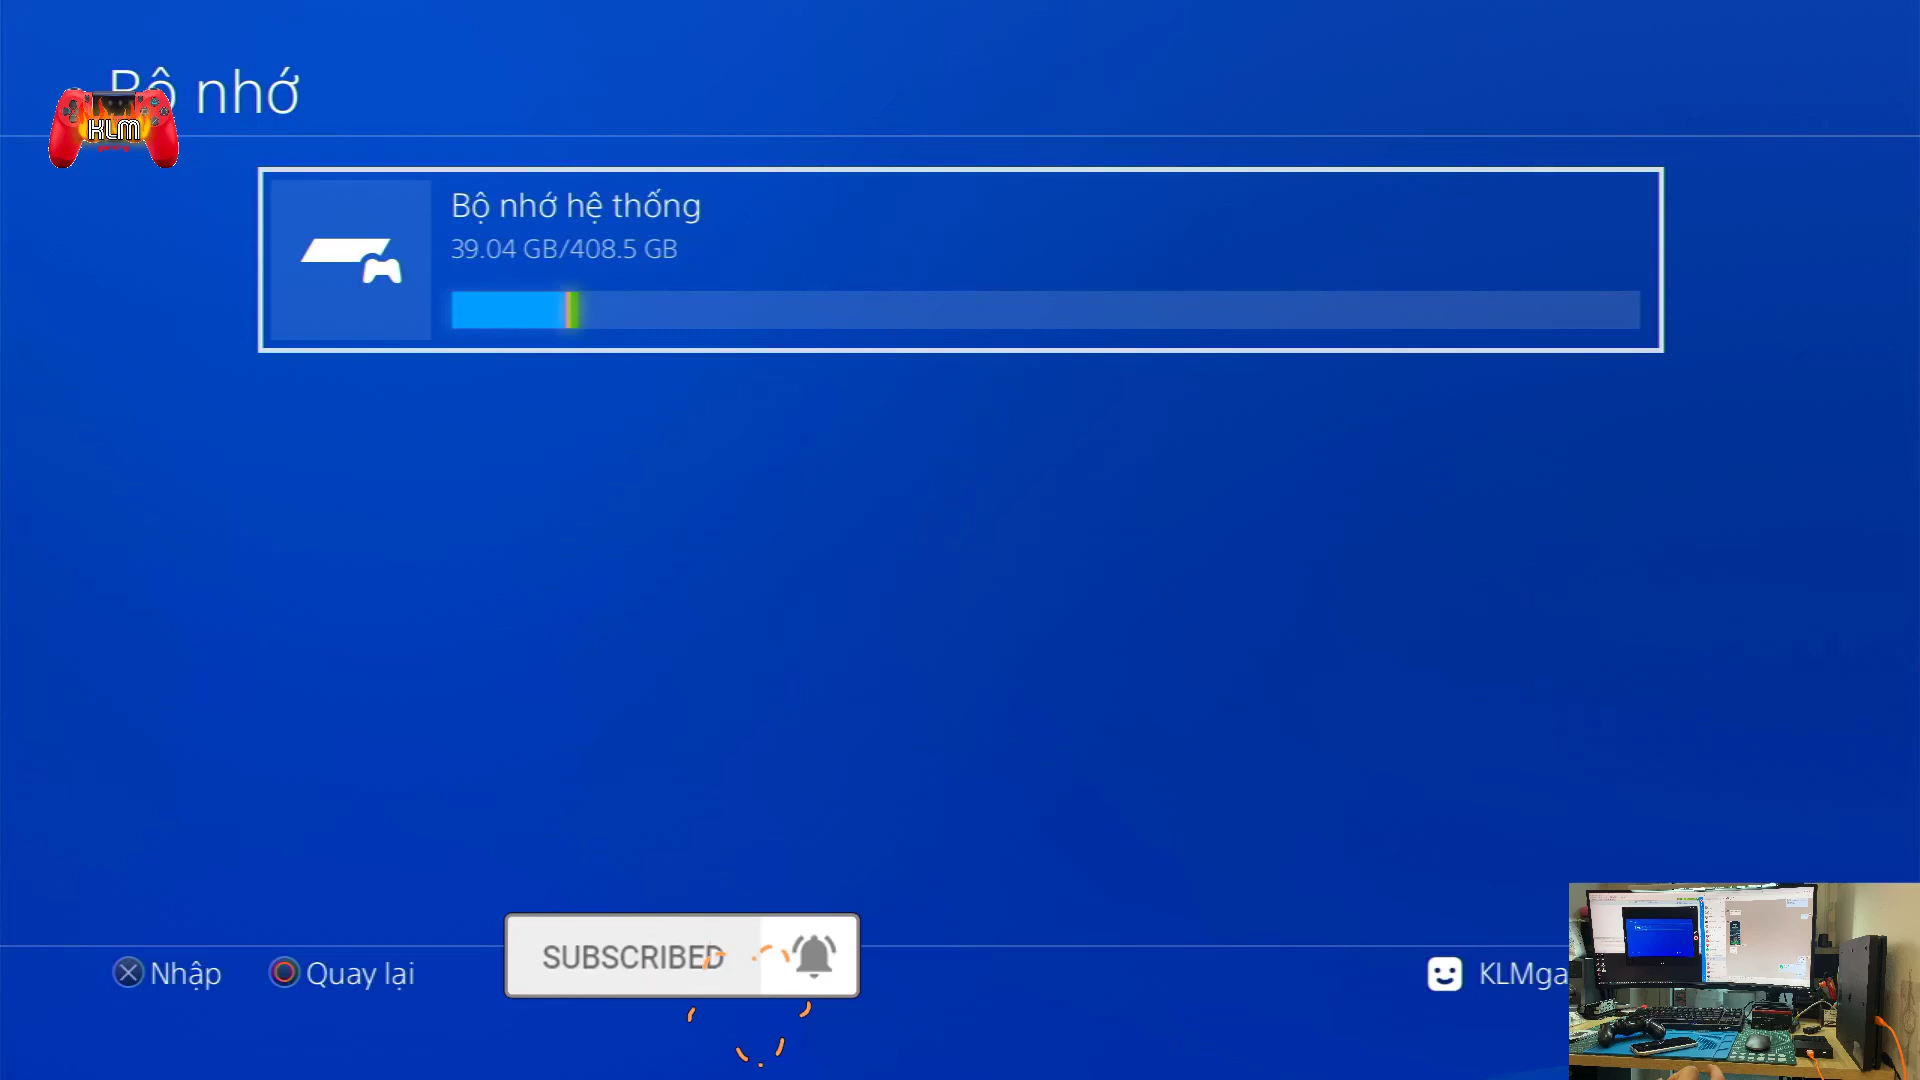 Bộ nhớ
KLM
Bộ nhớ hệ thống
39.04 GB/408.5 GB
SUBSCRIBED
Nhập
Quay lại
KLMga